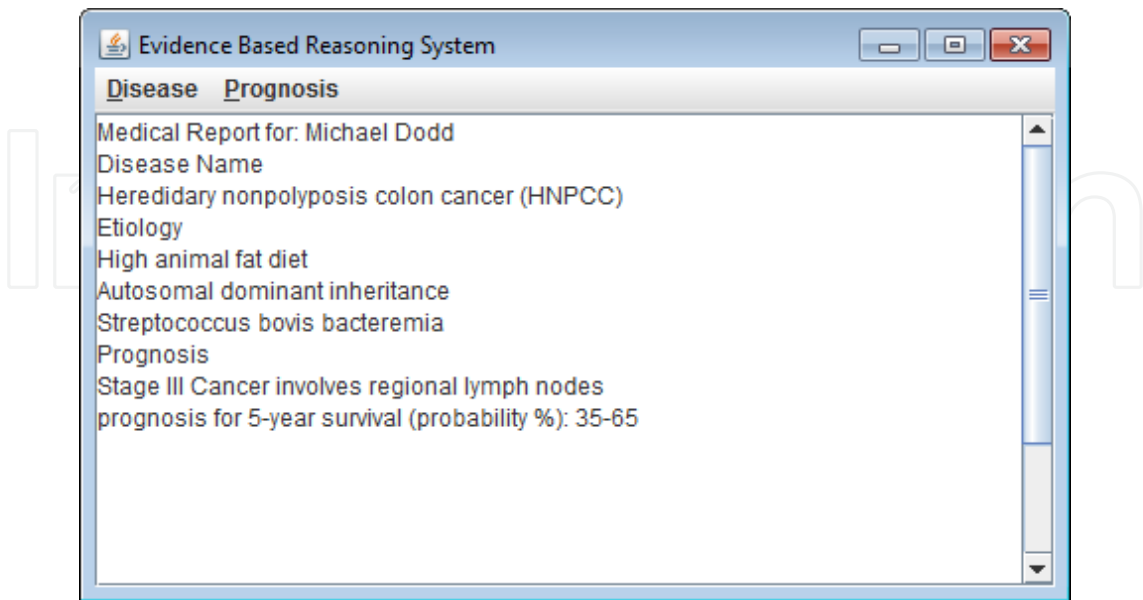 Evidence Based Reasoning System
Disease Prognosis
Medical Report for: Michael Dodd
Disease Name
Heredidary nonpolyposis colon cancer (HNPCC)
Etiology
High animal fat diet
Autosomal dominant inheritance
Streptococcus bovis bacteremia
Prognosis
Stage III Cancer involves regional lymph nodes
prognosis for 5-year survival (probability %): 35-65